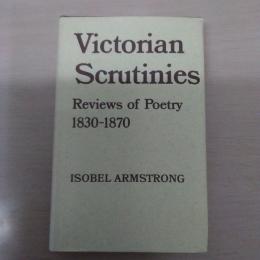 Victorian
Scrutinies
Reviews of Poetry
1830-1870
ISOBEL ARMSTRONG